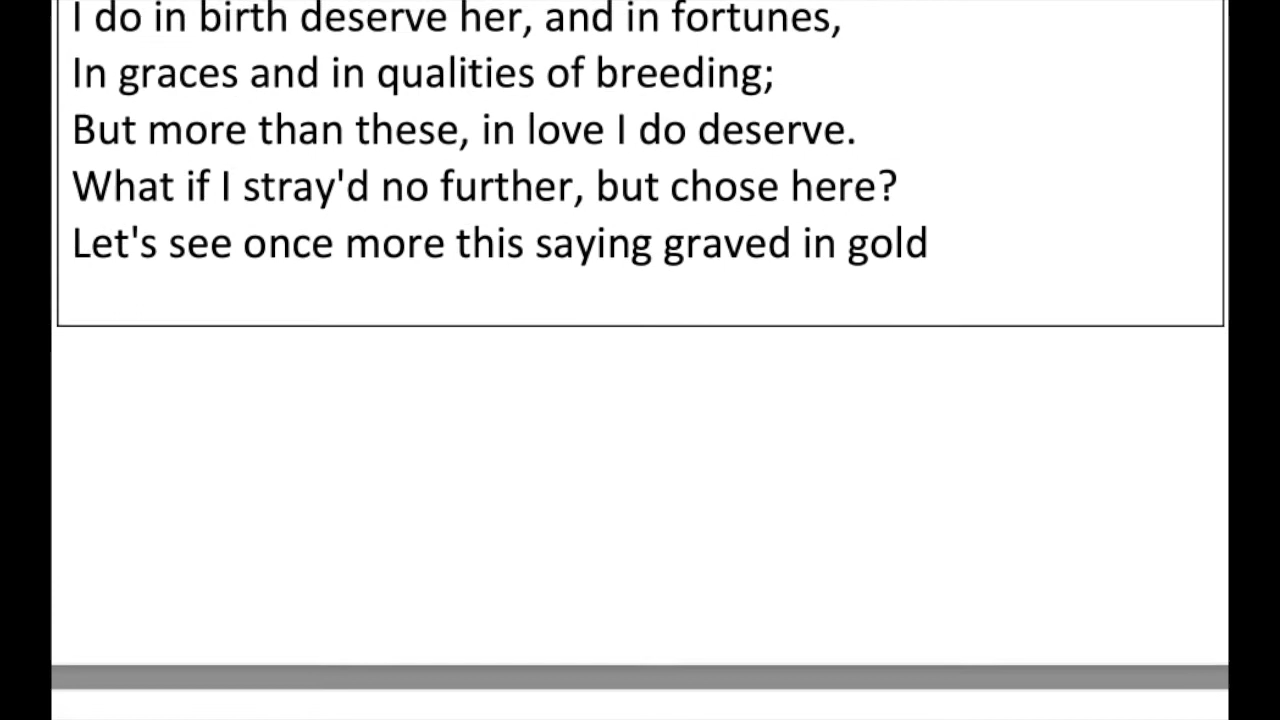 I do in birth deserve her, and in fortunes,
In graces and in qualities of breeding;
But more than these, in love I do deserve.
What if I stray'd no further, but chose here?
Let's see once more this saying graved in gold